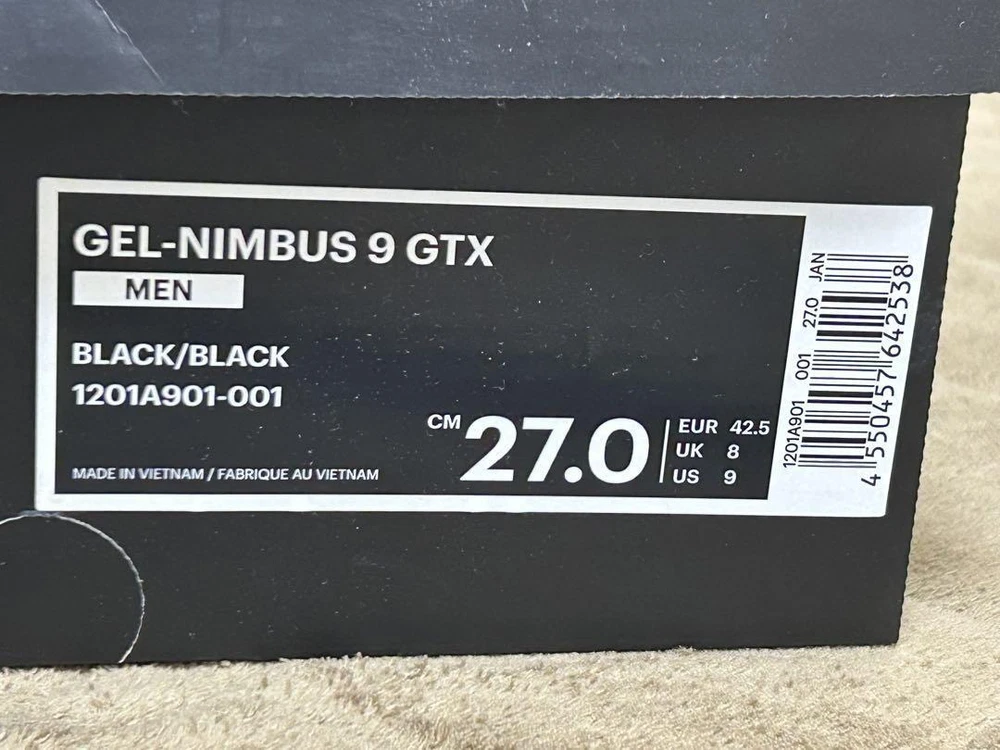 GEL-NIMBUS 9 GTX
MEN
BLACK/BLACK
1201A901-001
MADE IN VIETNAM / FABRIQUE AU VIETNAM
CM 27.0
EUR 42.5
UK 8
US 9
1201A901 001 27.0 JAN
4 550457 642538